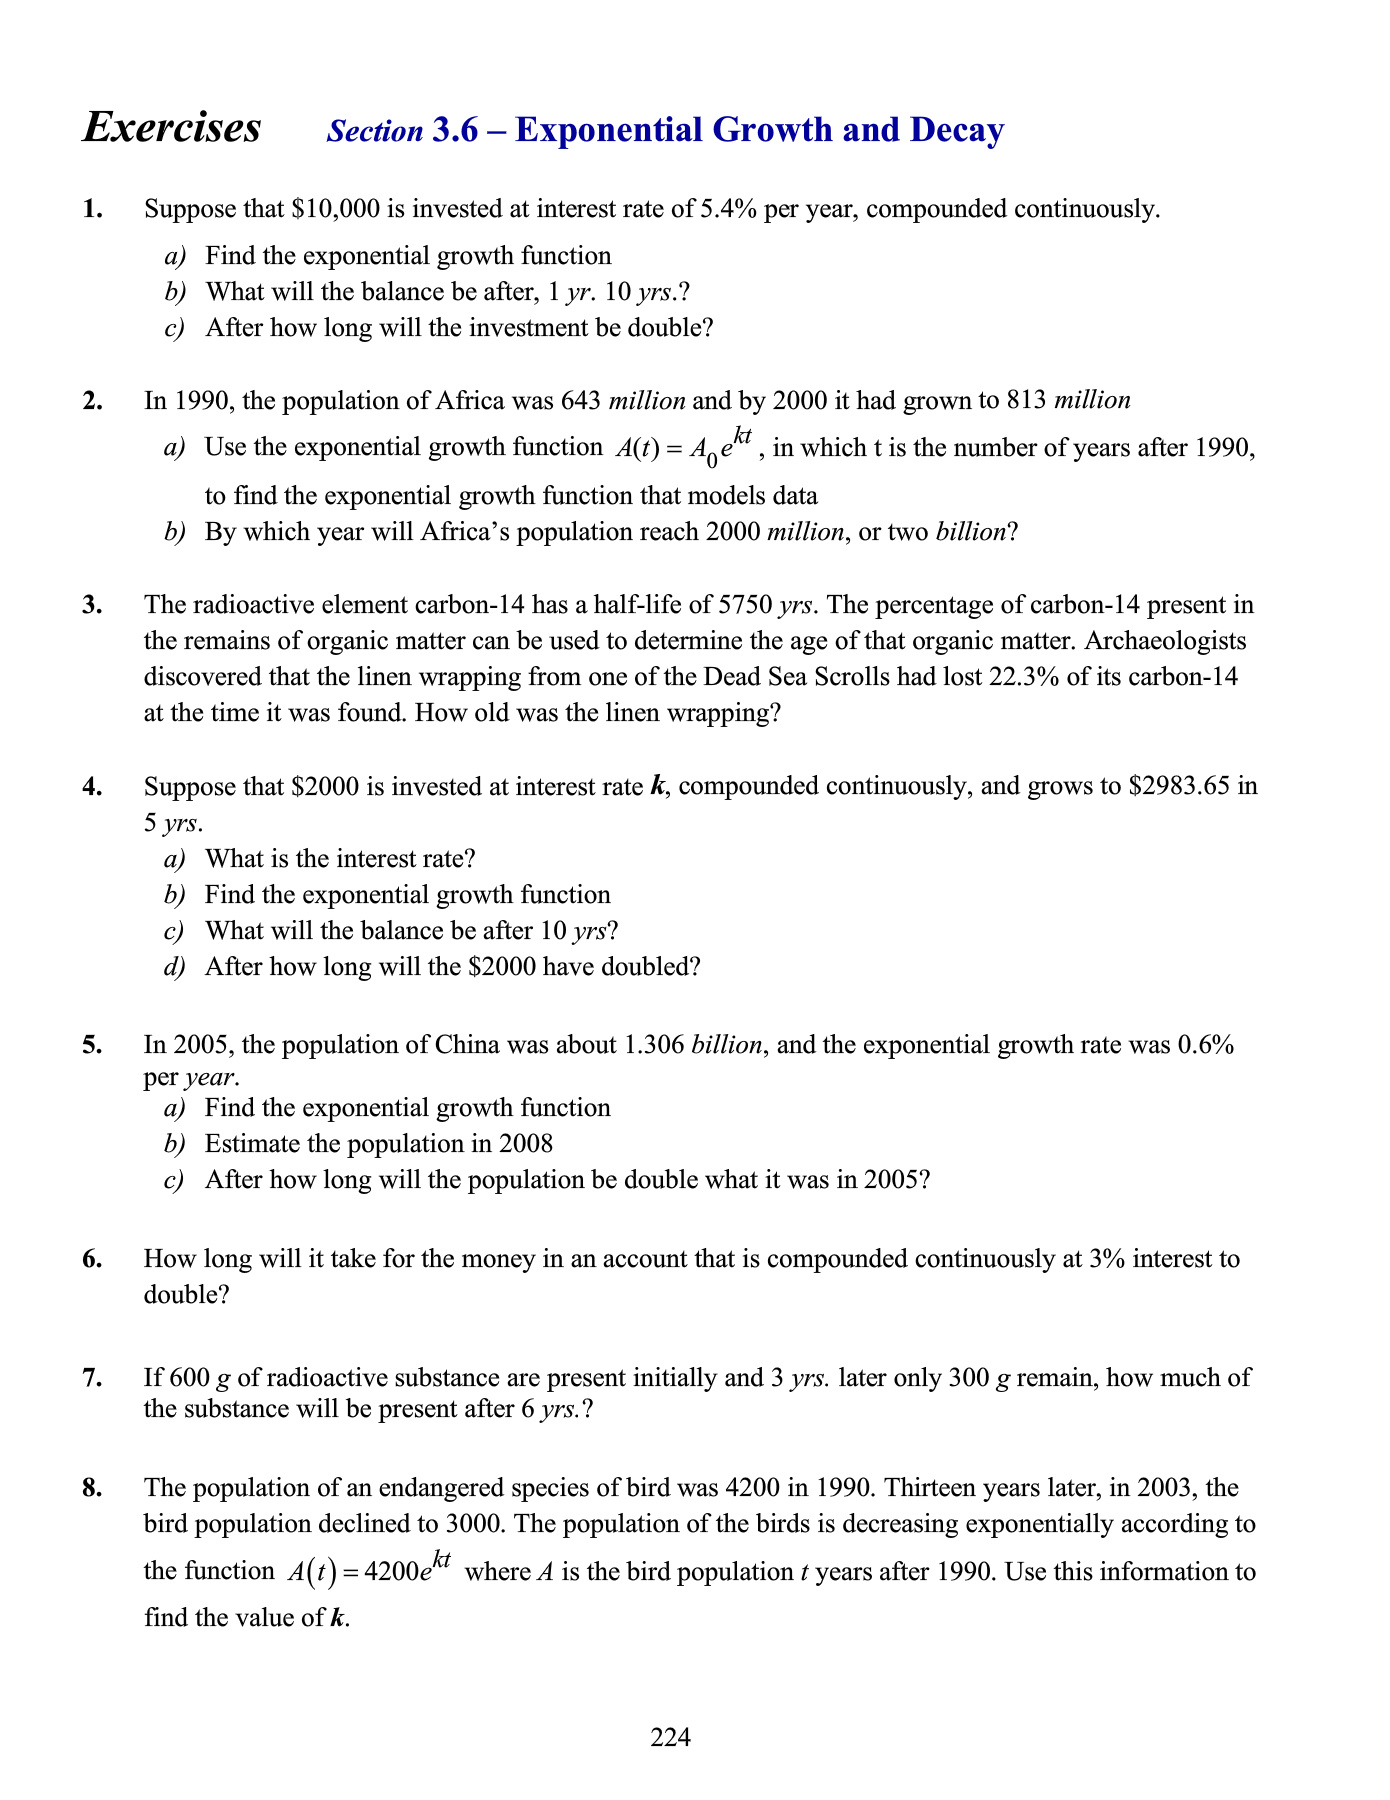 Exercises Section 3.6 – Exponential Growth and Decay
1. Suppose that $10,000 is invested at interest rate of 5.4% per year, compounded continuously.
a) Find the exponential growth function
b) What will the balance be after, 1 yr. 10 yrs.?
c) After how long will the investment be double?
2. In 1990, the population of Africa was 643 million and by 2000 it had grown to 813 million
a) Use the exponential growth function A(t) = A₀e^{kt} , in which t is the number of years after 1990,
to find the exponential growth function that models data
b) By which year will Africa’s population reach 2000 million, or two billion?
3. The radioactive element carbon-14 has a half-life of 5750 yrs. The percentage of carbon-14 present in
the remains of organic matter can be used to determine the age of that organic matter. Archaeologists
discovered that the linen wrapping from one of the Dead Sea Scrolls had lost 22.3% of its carbon-14
at the time it was found. How old was the linen wrapping?
4. Suppose that $2000 is invested at interest rate k, compounded continuously, and grows to $2983.65 in
5 yrs.
a) What is the interest rate?
b) Find the exponential growth function
c) What will the balance be after 10 yrs?
d) After how long will the $2000 have doubled?
5. In 2005, the population of China was about 1.306 billion, and the exponential growth rate was 0.6%
per year.
a) Find the exponential growth function
b) Estimate the population in 2008
c) After how long will the population be double what it was in 2005?
6. How long will it take for the money in an account that is compounded continuously at 3% interest to
double?
7. If 600 g of radioactive substance are present initially and 3 yrs. later only 300 g remain, how much of
the substance will be present after 6 yrs.?
8. The population of an endangered species of bird was 4200 in 1990. Thirteen years later, in 2003, the
bird population declined to 3000. The population of the birds is decreasing exponentially according to
the function A(t) = 4200e^{kt} where A is the bird population t years after 1990. Use this information to
find the value of k.
224